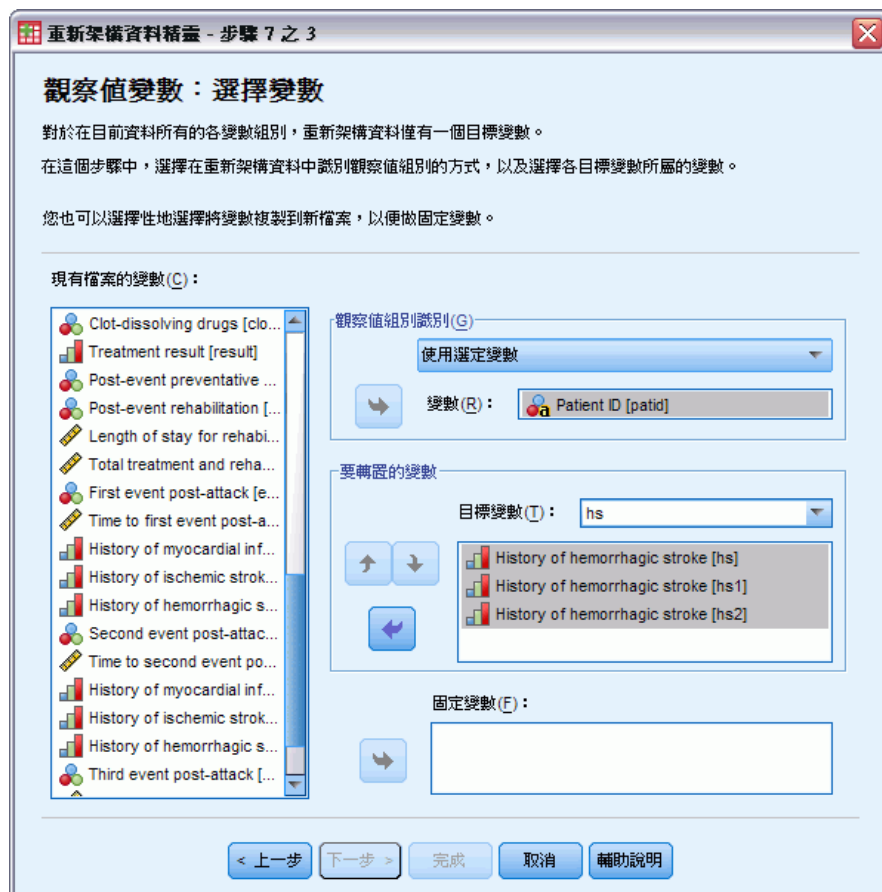 重新架構資料精靈 - 步驟 7 之 3
觀察值變數：選擇變數
對於在目前資料所有的各變數組別，重新架構資料僅有一個目標變數。
在這個步驟中，選擇在重新架構資料中識別觀察值組別的方式，以及選擇各目標變數所屬的變數。
您也可以選擇性地選擇將變數複製到新檔案，以便做固定變數。
現有檔案的變數(C)：
Clot-dissolving drugs [clo...
Treatment result [result]
Post-event preventative ...
Post-event rehabilitation [...
Length of stay for rehabi...
Total treatment and reha...
First event post-attack [e...
Time to first event post-a...
History of myocardial inf...
History of ischemic strok...
History of hemorrhagic s...
Second event post-attac...
Time to second event po...
History of myocardial inf...
History of ischemic strok...
History of hemorrhagic s...
Third event post-attack [...
觀察值組別識別(G)
使用選定變數
變數(R)：
a Patient ID [patid]
要轉置的變數
目標變數(T)： hs
History of hemorrhagic stroke [hs]
History of hemorrhagic stroke [hs1]
History of hemorrhagic stroke [hs2]
固定變數(F)：
< 上一步 下一步 > 完成 取消 輔助說明